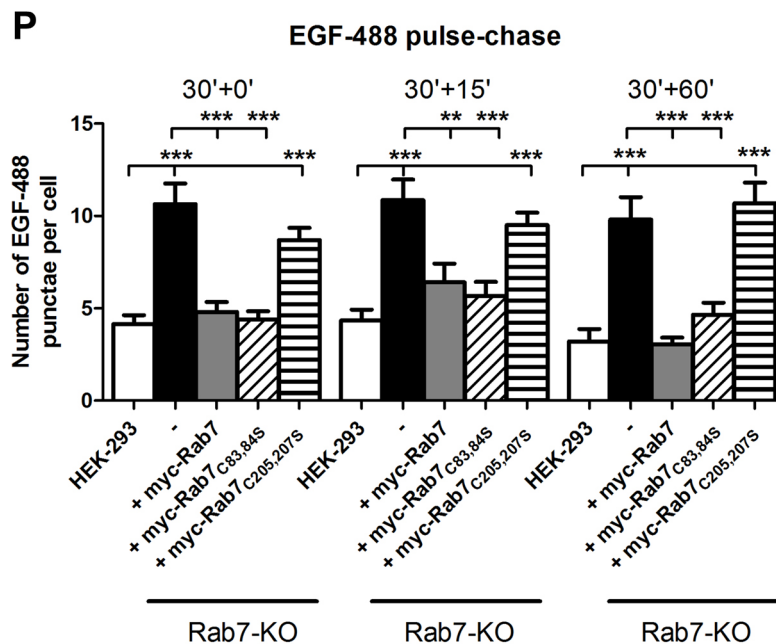 P
EGF-488 pulse-chase
30'+0' 30'+15' 30'+60'
*** *** ** *** *** ***
*** *** *** *** *** ***
Number of EGF-488
punctae per cell
15
10
5
0
HEK-293
-
+ myc-Rab7
+ myc-Rab7C83,84S
+ myc-Rab7C205,207S
HEK-293
-
+ myc-Rab7
+ myc-Rab7C83,84S
+ myc-Rab7C205,207S
HEK-293
-
+ myc-Rab7
+ myc-Rab7C83,84S
+ myc-Rab7C205,207S
Rab7-KO Rab7-KO Rab7-KO